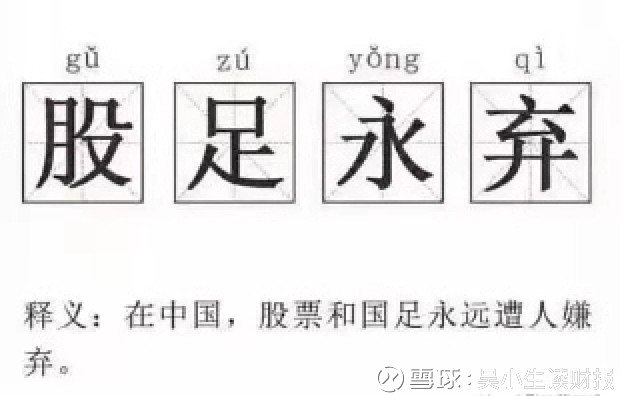 gǔ zú yǒng qì
股足永弃
释义：在中国，股票和国足永远遭人嫌
弃。
雪球：吴小生滚财技